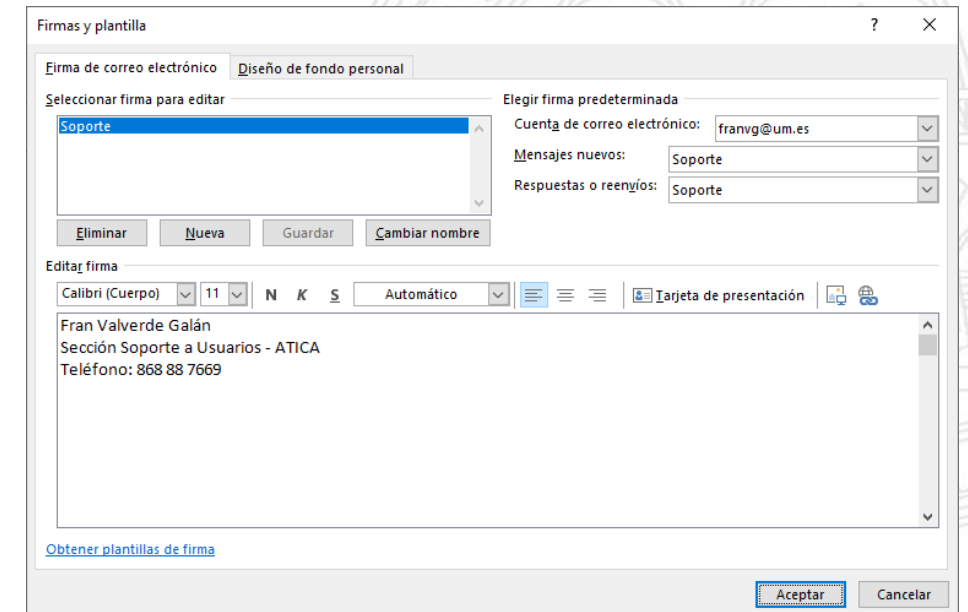 Firmas y plantilla
Firma de correo electrónico
Diseño de fondo personal
Seleccionar firma para editar
Soporte
Eliminar
Nueva
Guardar
Cambiar nombre
Elegir firma predeterminada
Cuenta de correo electrónico:
franvg@um.es
Mensajes nuevos:
Soporte
Respuestas o reenvíos:
Soporte
Editar firma
Calibri (Cuerpo)
11
N K S
Automático
Tarjeta de presentación
Fran Valverde Galán
Sección Soporte a Usuarios - ATICA
Teléfono: 868 88 7669
Obtener plantillas de firma
Aceptar
Cancelar